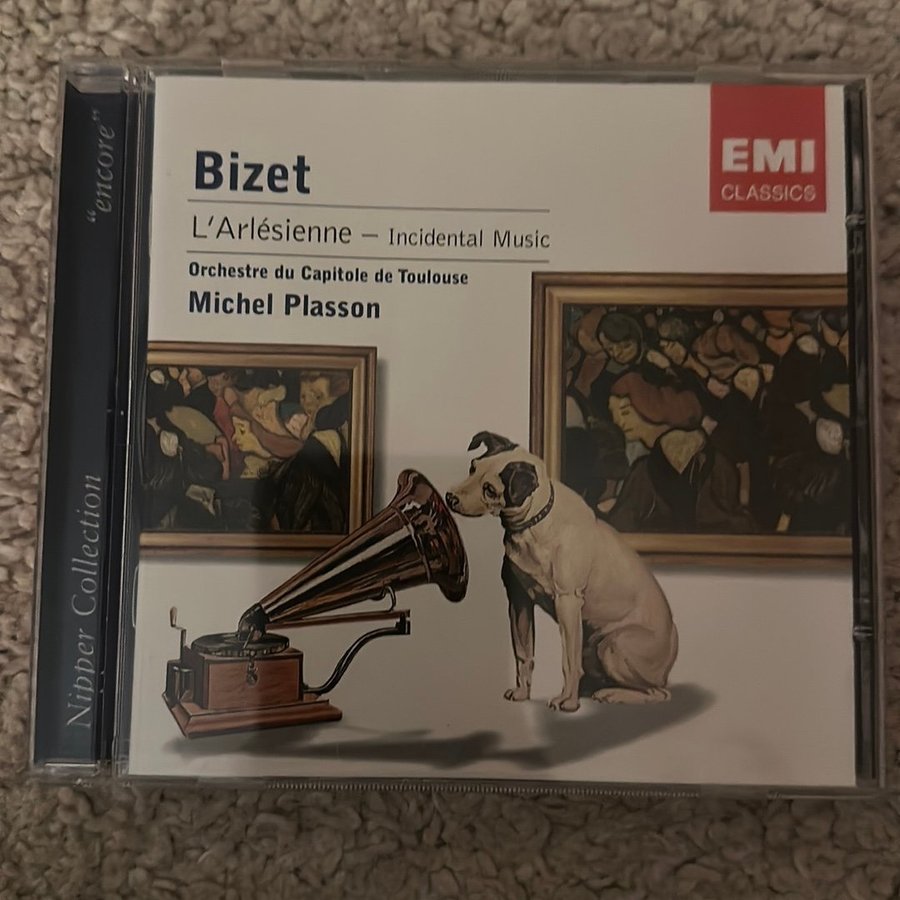 Bizet
L'Arlésienne – Incidental Music
Orchestre du Capitole de Toulouse
Michel Plasson
EMI
CLASSICS
Nipper Collection
"encore"